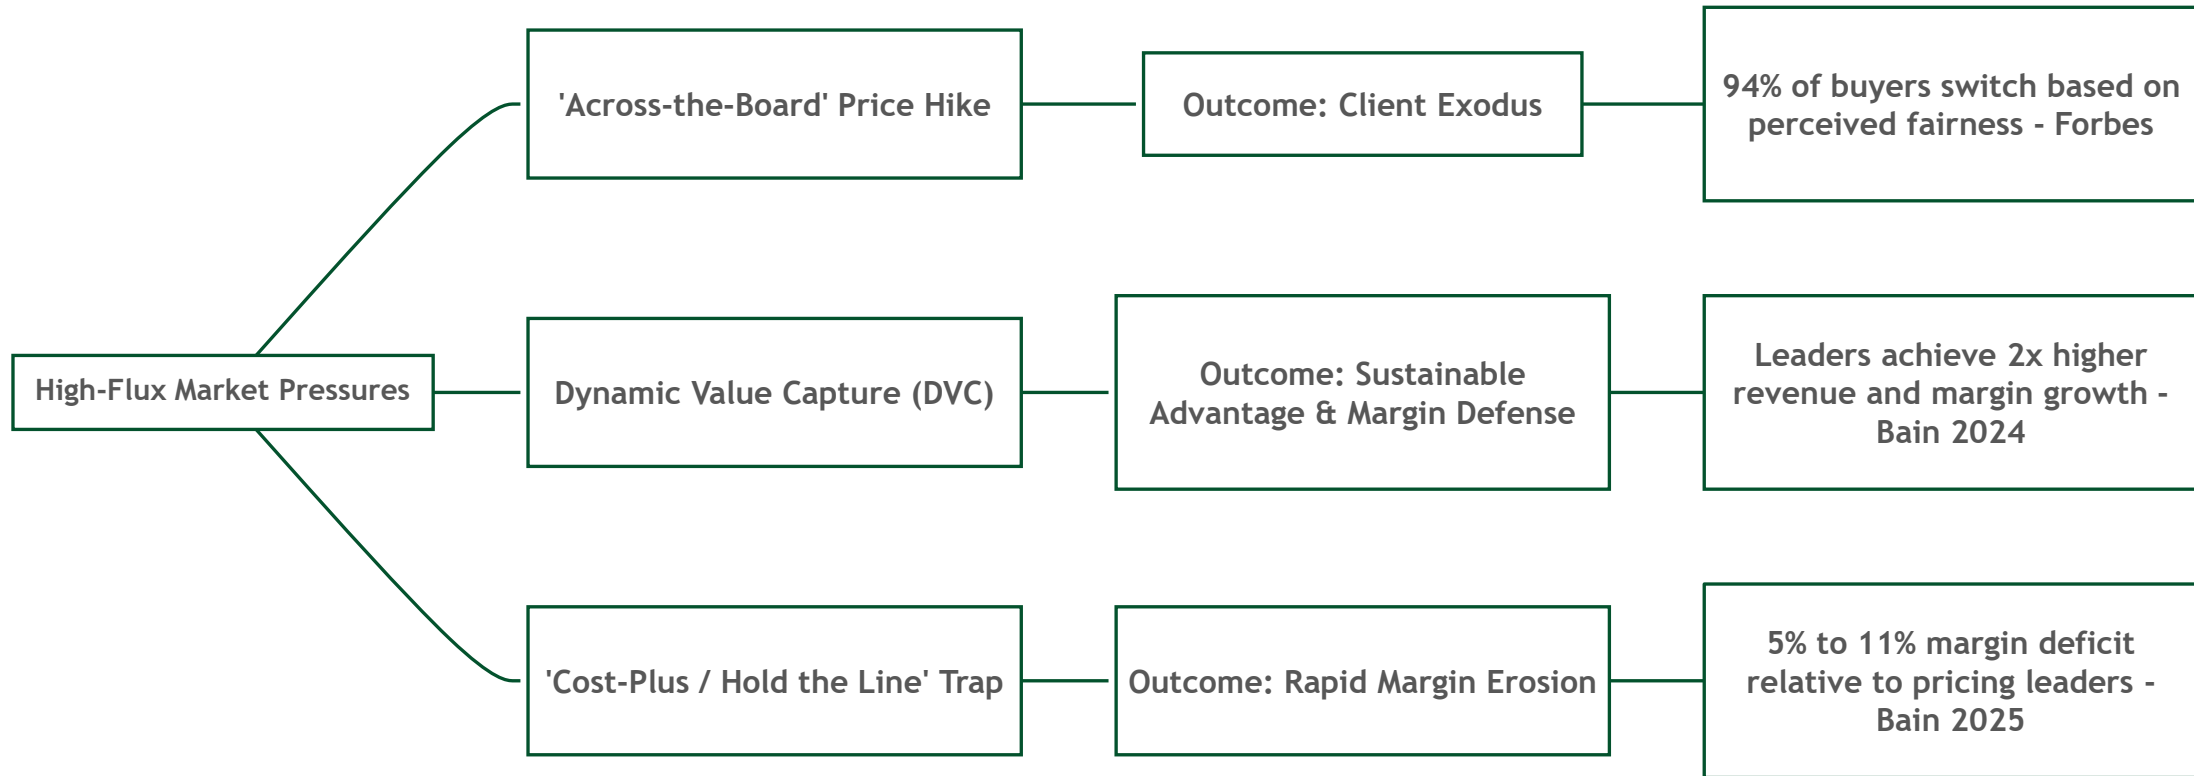 High-Flux Market Pressures
'Across-the-Board' Price Hike
Outcome: Client Exodus
94% of buyers switch based on
perceived fairness - Forbes
Dynamic Value Capture (DVC)
Outcome: Sustainable
Advantage & Margin Defense
Leaders achieve 2x higher
revenue and margin growth -
Bain 2024
'Cost-Plus / Hold the Line' Trap
Outcome: Rapid Margin Erosion
5% to 11% margin deficit
relative to pricing leaders -
Bain 2025